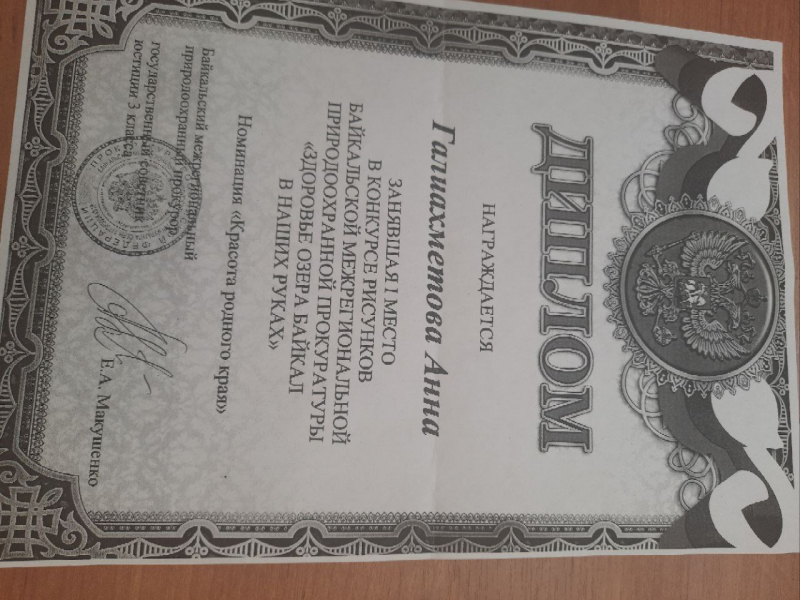 ДИПЛОМ
НАГРАЖДАЕТСЯ
Галиахметова Анна
ЗАНЯВШАЯ I МЕСТО
В КОНКУРСЕ РИСУНКОВ
БАЙКАЛЬСКОЙ МЕЖРЕГИОНАЛЬНОЙ
ПРИРОДООХРАННОЙ ПРОКУРАТУРЫ
«ЗДОРОВЬЕ ОЗЕРА БАЙКАЛ
В НАШИХ РУКАХ»
Номинация «Красота родного края»
Байкальский межрегиональный
природоохранный прокурор
государственный советник
юстиции 3 класса
Е.А. Макушенко